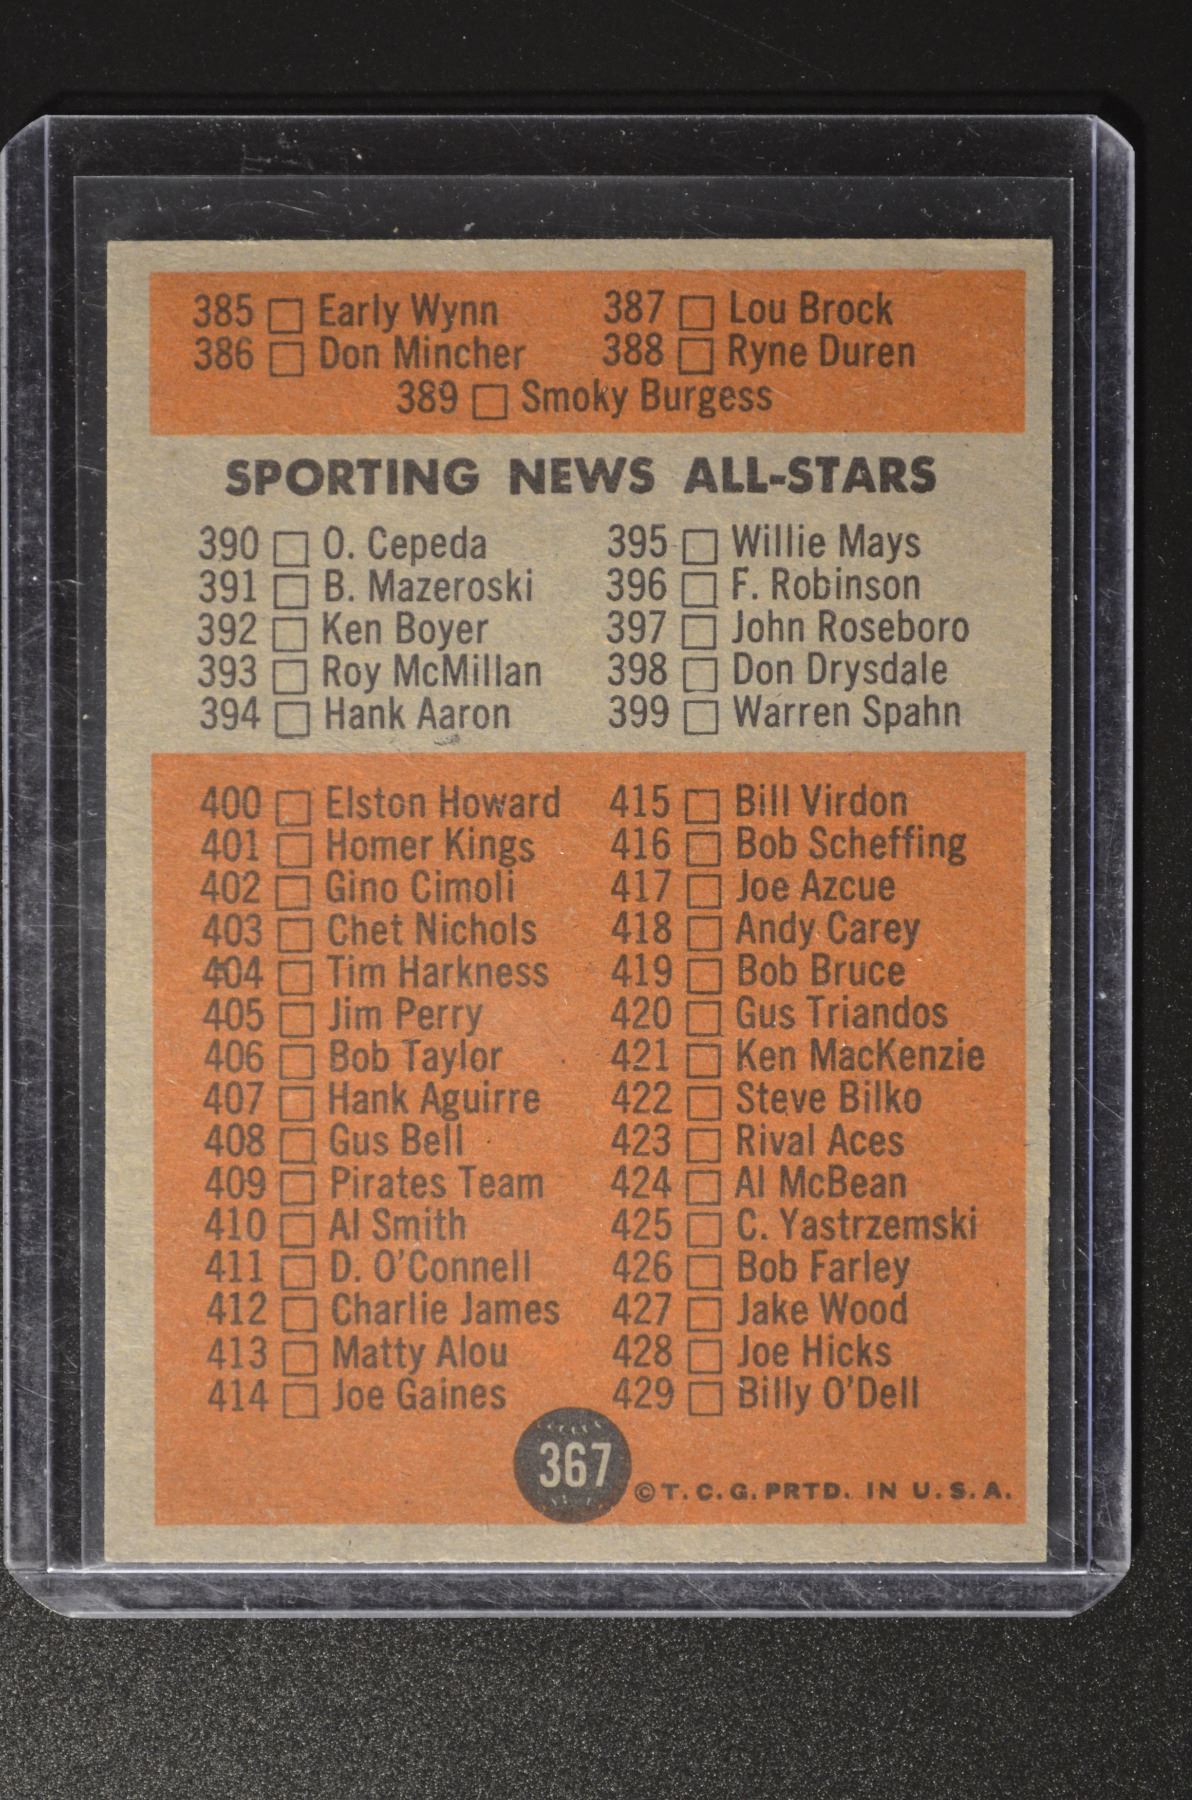 385 Early Wynn 387 Lou Brock
386 Don Mincher 388 Ryne Duren
389 Smoky Burgess
SPORTING NEWS ALL-STARS
390 O. Cepeda 395 Willie Mays
391 B. Mazeroski 396 F. Robinson
392 Ken Boyer 397 John Roseboro
393 Roy McMillan 398 Don Drysdale
394 Hank Aaron 399 Warren Spahn
400 Elston Howard 415 Bill Virdon
401 Homer Kings 416 Bob Scheffing
402 Gino Cimoli 417 Joe Azcue
403 Chet Nichols 418 Andy Carey
404 Tim Harkness 419 Bob Bruce
405 Jim Perry 420 Gus Triandos
406 Bob Taylor 421 Ken MacKenzie
407 Hank Aguirre 422 Steve Bilko
408 Gus Bell 423 Rival Aces
409 Pirates Team 424 Al McBean
410 Al Smith 425 C. Yastrzemski
411 D. O'Connell 426 Bob Farley
412 Charlie James 427 Jake Wood
413 Matty Alou 428 Joe Hicks
414 Joe Gaines 429 Billy O'Dell
367
©T.C.G. PRTD. IN U.S.A.